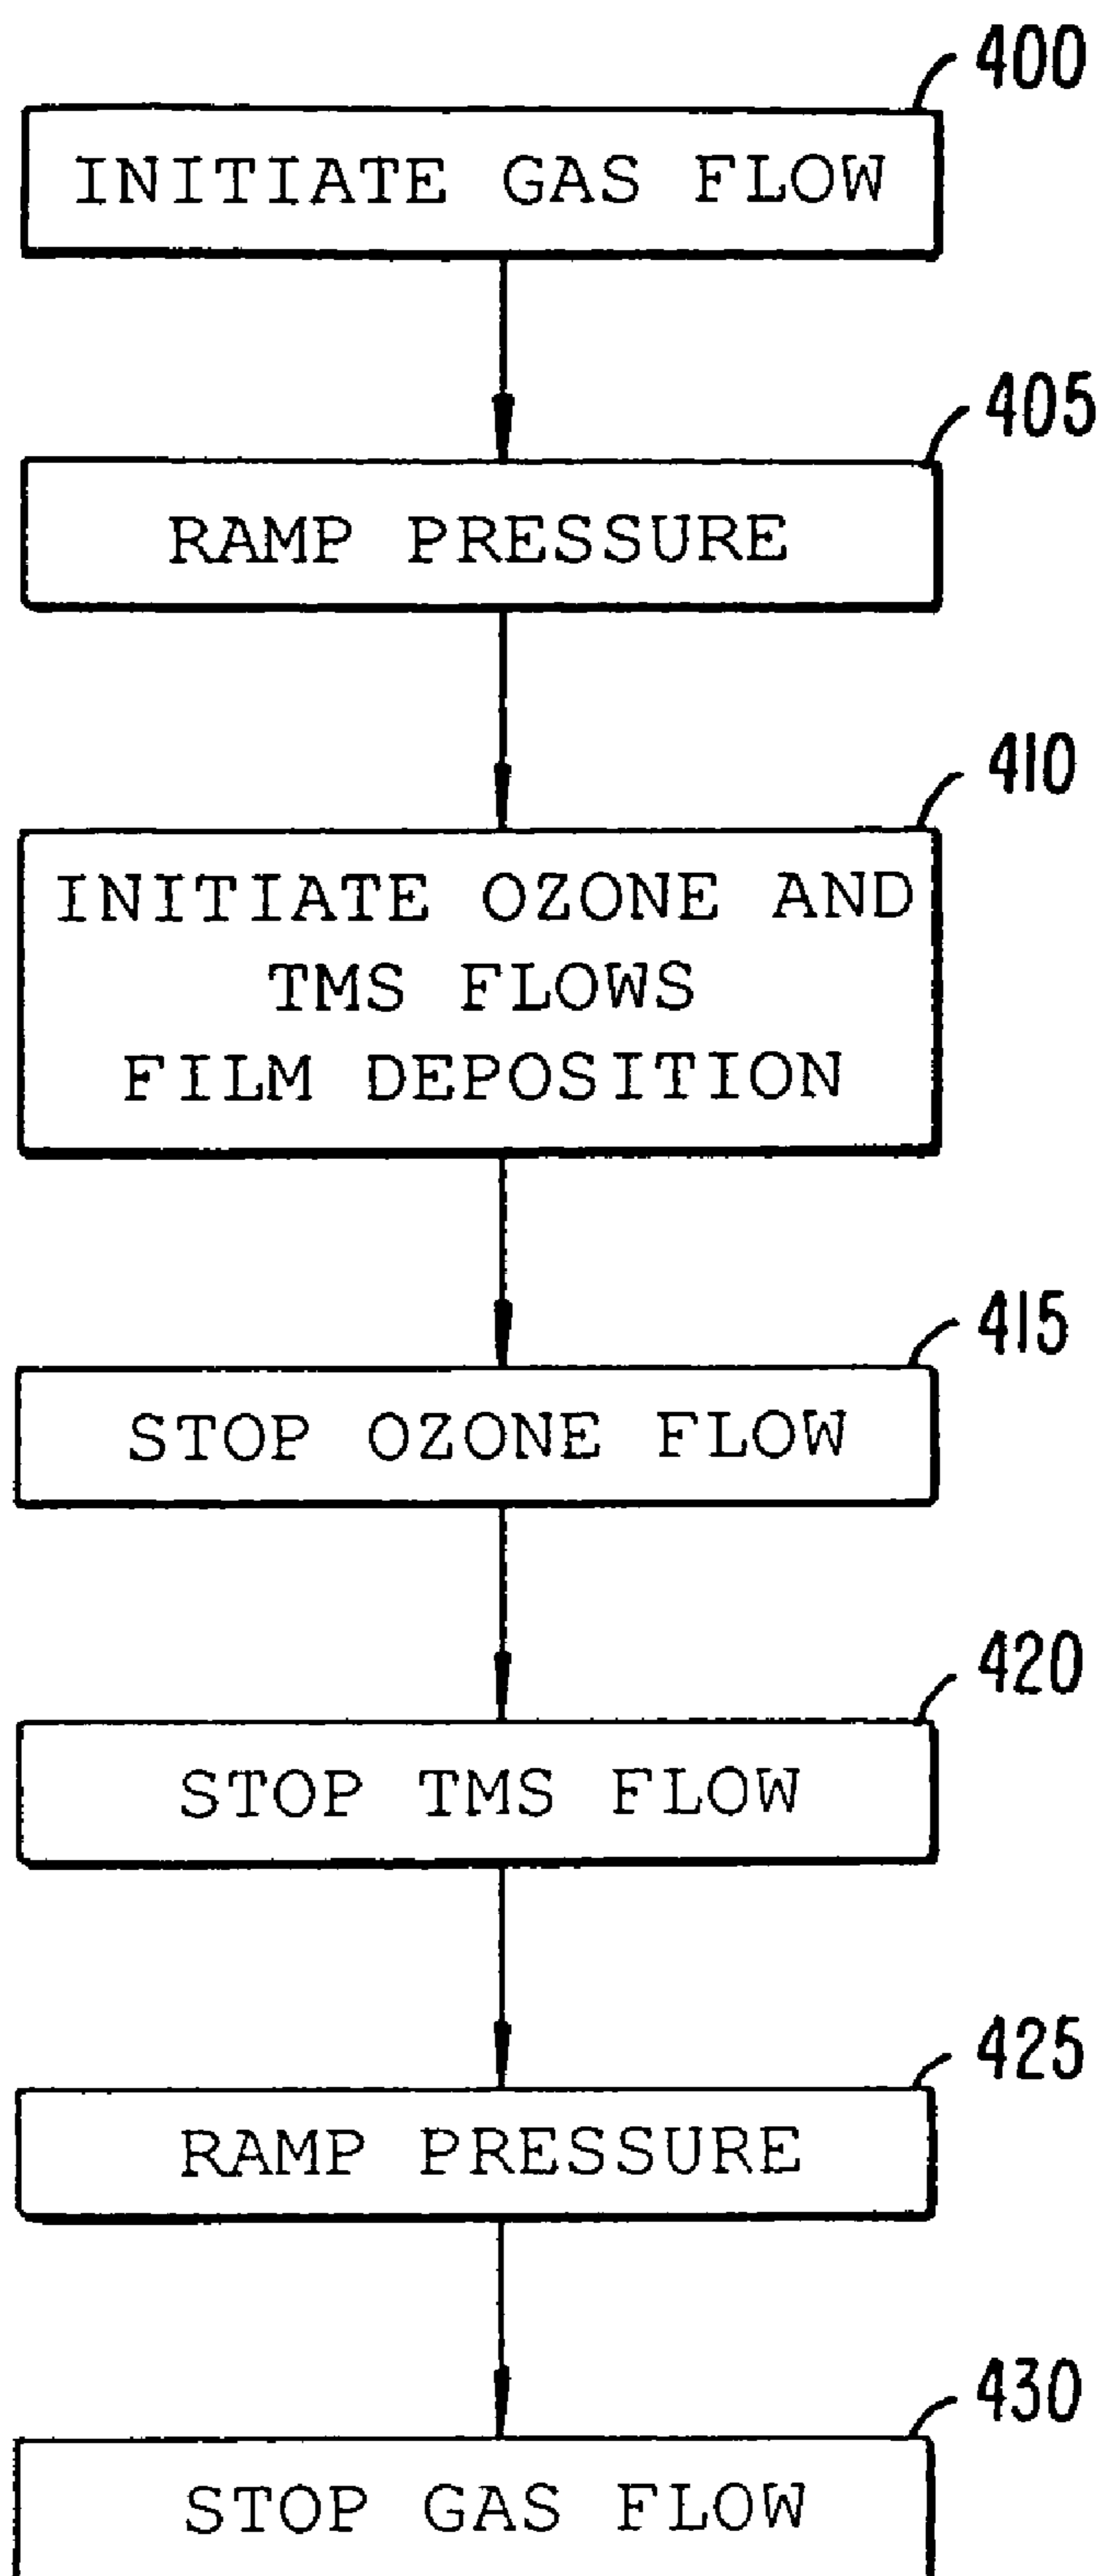 400
INITIATE GAS FLOW
405
RAMP PRESSURE
410
INITIATE OZONE AND
TMS FLOWS
FILM DEPOSITION
415
STOP OZONE FLOW
420
STOP TMS FLOW
425
RAMP PRESSURE
430
STOP GAS FLOW